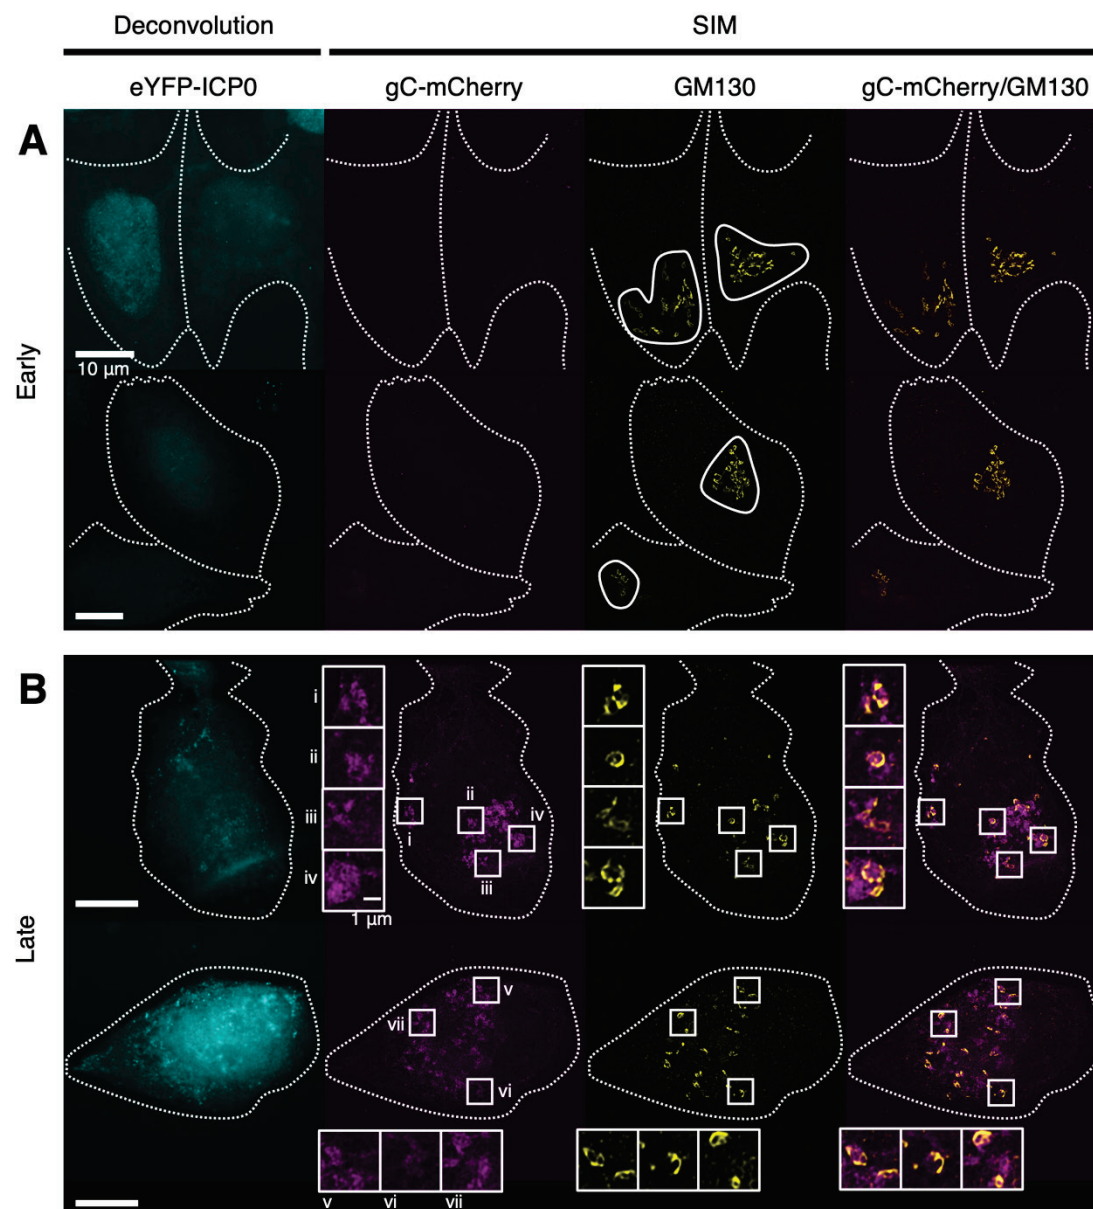 Deconvolution SIM
eYFP-ICP0 gC-mCherry GM130 gC-mCherry/GM130
A
Early
10 µm
B
Late
i
ii
iii
iv
1 µm
ii
iv
i
iii
v
vii
vi
v vi vii